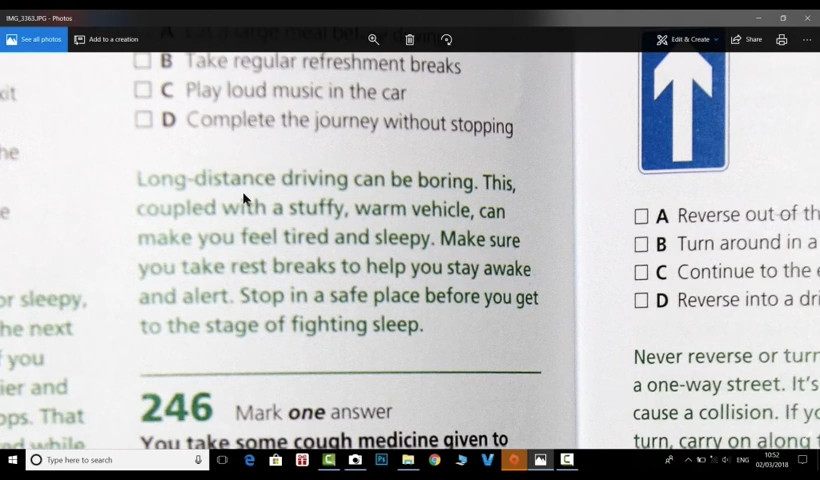 IMG_3363.JPG - Photos
See all photos
Add to a creation
Edit & Create
Share
A
B Take regular refreshment breaks
C Play loud music in the car
D Complete the journey without stopping
Long-distance driving can be boring. This,
coupled with a stuffy, warm vehicle, can
make you feel tired and sleepy. Make sure
you take rest breaks to help you stay awake
and alert. Stop in a safe place before you get
to the stage of fighting sleep.
246 Mark one answer
You take some cough medicine given to
he
e
or sleepy,
he next
f you
ier and
ops. That
ed while
A Reverse out of th
B Turn around in a
C Continue to the e
D Reverse into a dri
Never reverse or turn
a one-way street. It's
cause a collision. If yo
turn, carry on along t
Type here to search
ENG
10:52
02/03/2018